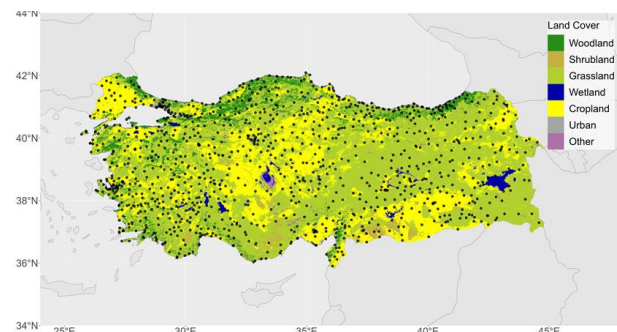 44°N
Land Cover
Woodland
42°N
Shrubland
Grassland
Wetland
Cropland
40°N
Urban
Other
38°N
36°N
34°N
25°E 30°E 35°E 40°E 45°E